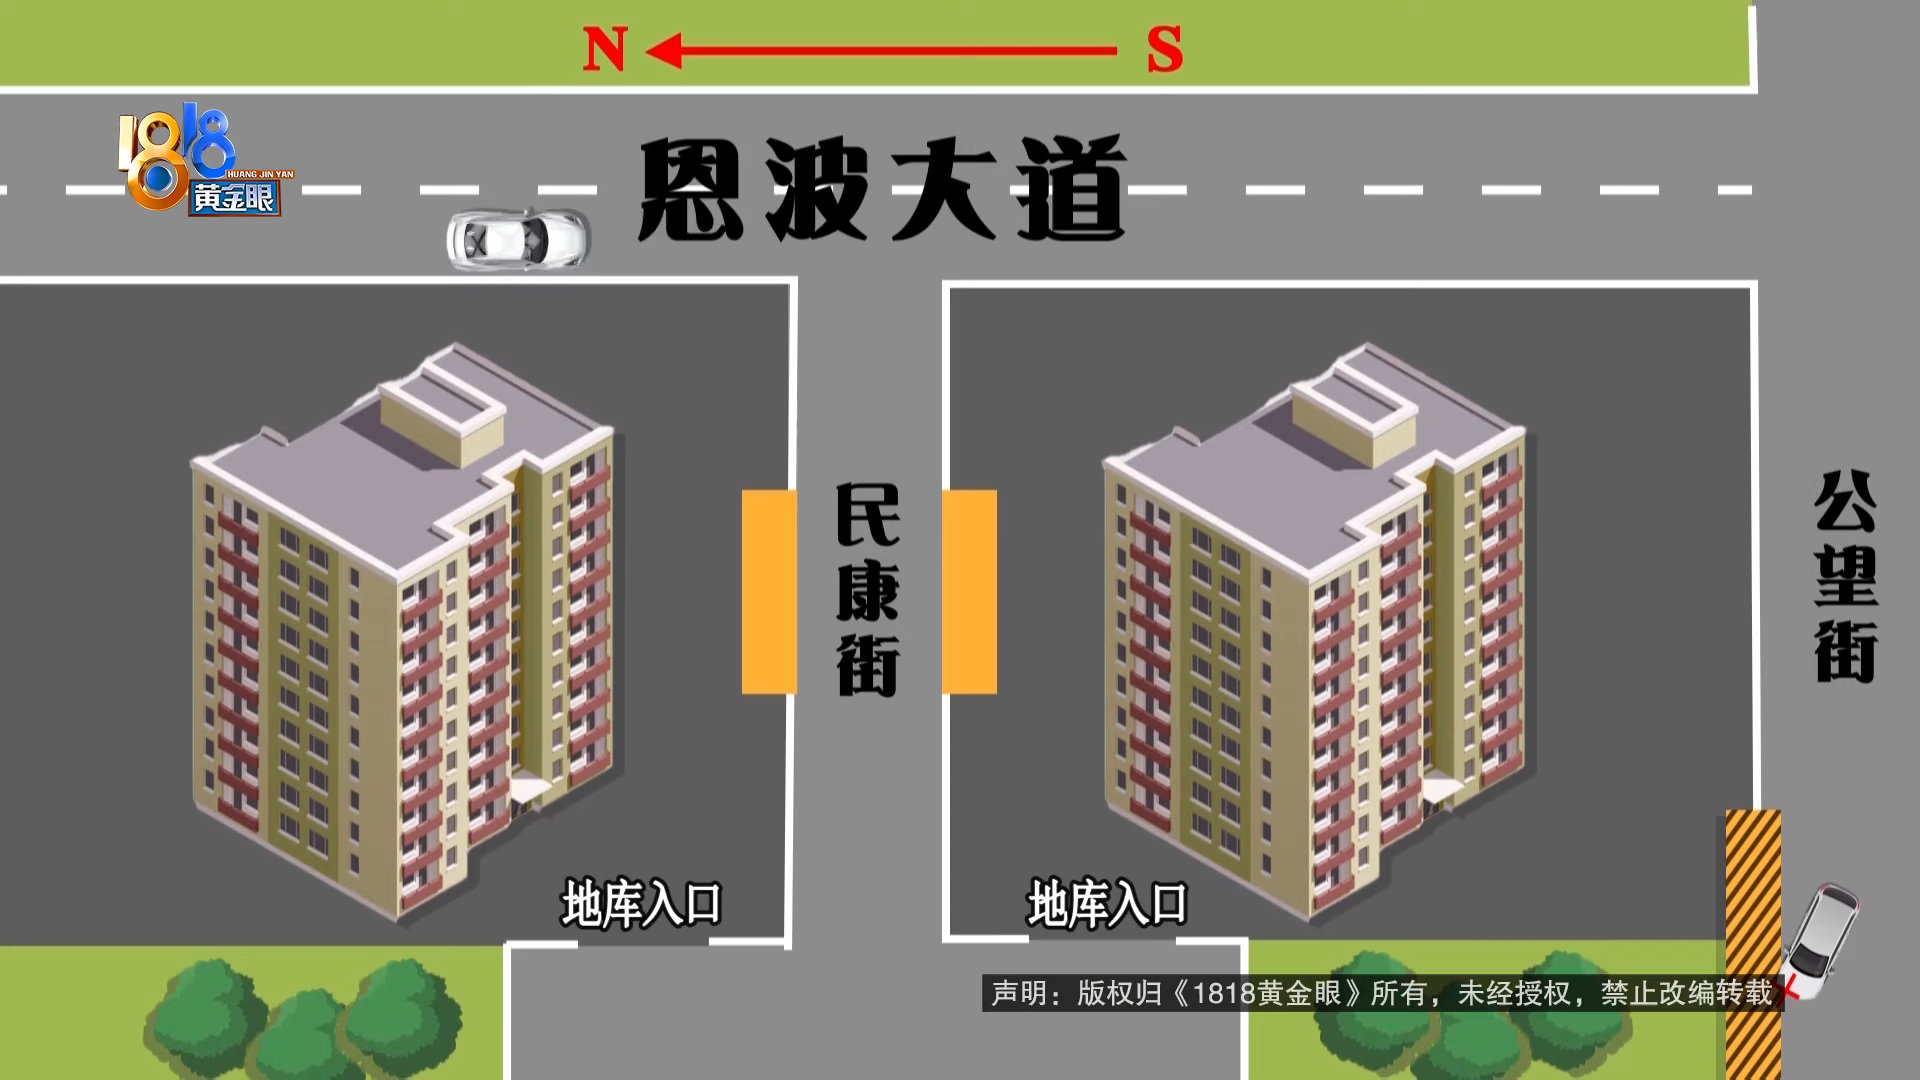 N S
1818
HUANG JIN YAN
黄金眼
恩波大道
民康街
公望街
地库入口
地库入口
声明：版权归《1818黄金眼》所有，未经授权，禁止改编转载